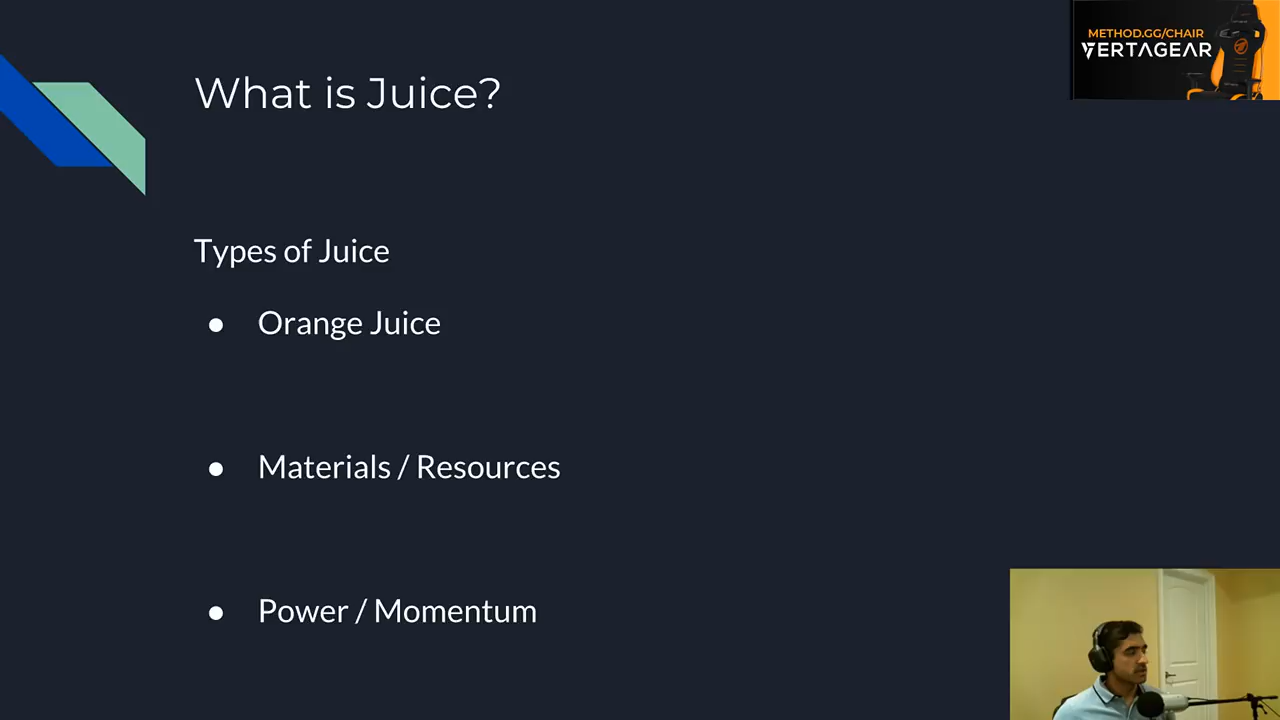 METHOD.GG/CHAIR
VERTAGEAR
What is Juice?
Types of Juice
● Orange Juice
● Materials / Resources
● Power / Momentum